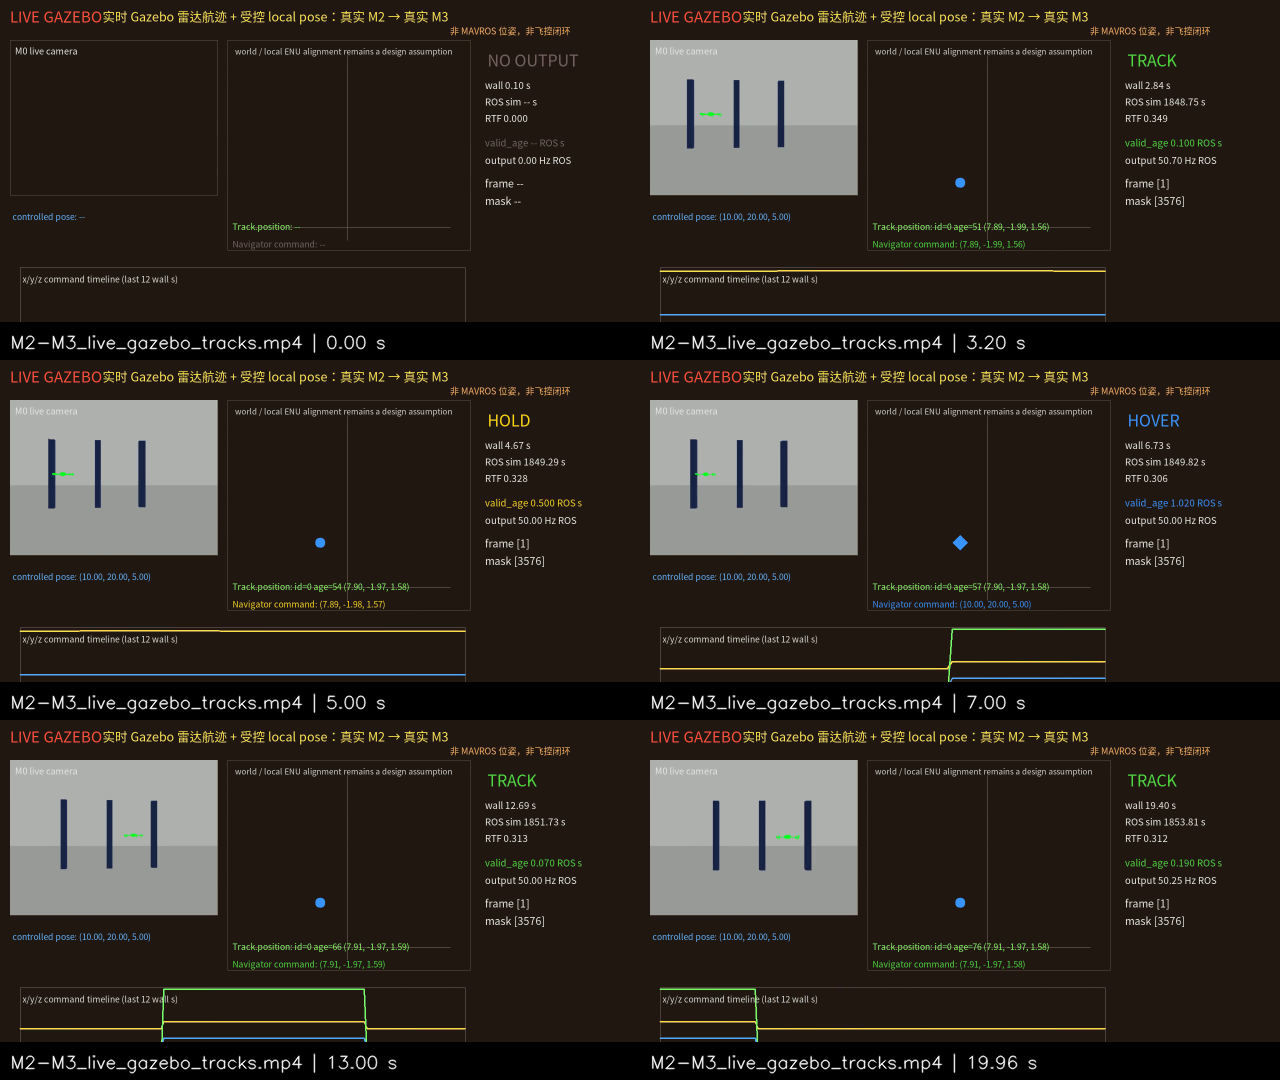 LIVE GAZEBO实时 Gazebo 雷达航迹 + 受控 local pose：真实 M2 → 真实 M3
非 MAVROS 位姿，非飞控闭环
M0 live camera
world / local ENU alignment remains a design assumption
NO OUTPUT
wall 0.10 s
ROS sim -- s
RTF 0.000
valid_age -- ROS s
output 0.00 Hz ROS
frame --
mask --
controlled pose: --
Track.position: --
Navigator command: --
x/y/z command timeline (last 12 wall s)
M2-M3_live_gazebo_tracks.mp4 | 0.00 s
LIVE GAZEBO实时 Gazebo 雷达航迹 + 受控 local pose：真实 M2 → 真实 M3
非 MAVROS 位姿，非飞控闭环
M0 live camera
world / local ENU alignment remains a design assumption
TRACK
wall 2.84 s
ROS sim 1848.75 s
RTF 0.349
valid_age 0.100 ROS s
output 50.70 Hz ROS
frame [1]
mask [3576]
controlled pose: (10.00, 20.00, 5.00)
Track.position: id=0 age=51 (7.89, -1.99, 1.56)
Navigator command: (7.89, -1.99, 1.56)
x/y/z command timeline (last 12 wall s)
M2-M3_live_gazebo_tracks.mp4 | 3.20 s
LIVE GAZEBO实时 Gazebo 雷达航迹 + 受控 local pose：真实 M2 → 真实 M3
非 MAVROS 位姿，非飞控闭环
M0 live camera
world / local ENU alignment remains a design assumption
HOLD
wall 4.67 s
ROS sim 1849.29 s
RTF 0.328
valid_age 0.500 ROS s
output 50.00 Hz ROS
frame [1]
mask [3576]
controlled pose: (10.00, 20.00, 5.00)
Track.position: id=0 age=54 (7.90, -1.97, 1.58)
Navigator command: (7.89, -1.98, 1.57)
x/y/z command timeline (last 12 wall s)
M2-M3_live_gazebo_tracks.mp4 | 5.00 s
LIVE GAZEBO实时 Gazebo 雷达航迹 + 受控 local pose：真实 M2 → 真实 M3
非 MAVROS 位姿，非飞控闭环
M0 live camera
world / local ENU alignment remains a design assumption
HOVER
wall 6.73 s
ROS sim 1849.82 s
RTF 0.306
valid_age 1.020 ROS s
output 50.00 Hz ROS
frame [1]
mask [3576]
controlled pose: (10.00, 20.00, 5.00)
Track.position: id=0 age=57 (7.90, -1.97, 1.58)
Navigator command: (10.00, 20.00, 5.00)
x/y/z command timeline (last 12 wall s)
M2-M3_live_gazebo_tracks.mp4 | 7.00 s
LIVE GAZEBO实时 Gazebo 雷达航迹 + 受控 local pose：真实 M2 → 真实 M3
非 MAVROS 位姿，非飞控闭环
M0 live camera
world / local ENU alignment remains a design assumption
TRACK
wall 12.69 s
ROS sim 1851.73 s
RTF 0.313
valid_age 0.070 ROS s
output 50.00 Hz ROS
frame [1]
mask [3576]
controlled pose: (10.00, 20.00, 5.00)
Track.position: id=0 age=66 (7.91, -1.97, 1.59)
Navigator command: (7.91, -1.97, 1.59)
x/y/z command timeline (last 12 wall s)
M2-M3_live_gazebo_tracks.mp4 | 13.00 s
LIVE GAZEBO实时 Gazebo 雷达航迹 + 受控 local pose：真实 M2 → 真实 M3
非 MAVROS 位姿，非飞控闭环
M0 live camera
world / local ENU alignment remains a design assumption
TRACK
wall 19.40 s
ROS sim 1853.81 s
RTF 0.312
valid_age 0.190 ROS s
output 50.25 Hz ROS
frame [1]
mask [3576]
controlled pose: (10.00, 20.00, 5.00)
Track.position: id=0 age=76 (7.91, -1.97, 1.58)
Navigator command: (7.91, -1.97, 1.58)
x/y/z command timeline (last 12 wall s)
M2-M3_live_gazebo_tracks.mp4 | 19.96 s